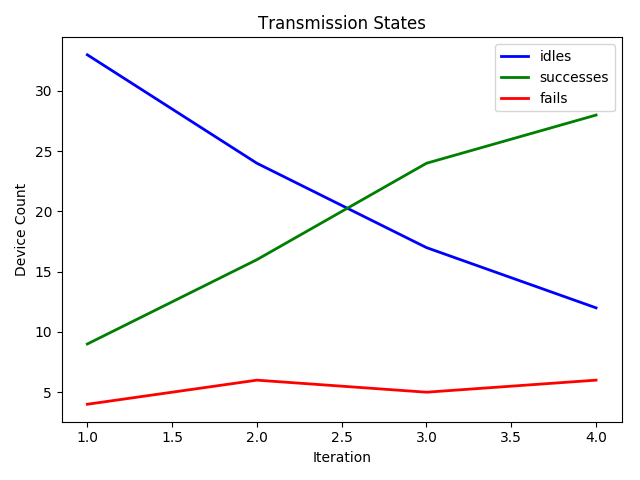 Transmission States
idles
successes
fails
Device Count
30
25
20
15
10
5
1.0 1.5 2.0 2.5 3.0 3.5 4.0
Iteration